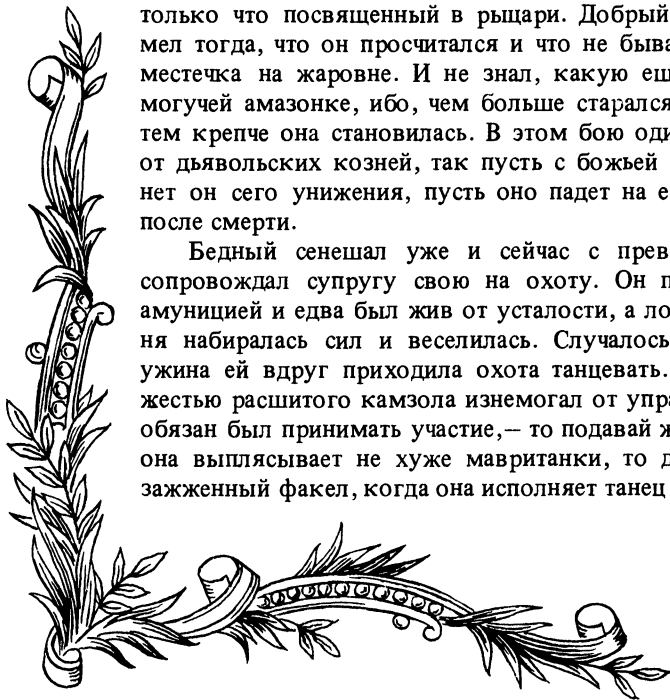 только что посвященный в рыцари. Добрый
мел тогда, что он просчитался и что не быва
местечка на жаровне. И не знал, какую ещ
могучей амазонке, ибо, чем больше старался
тем крепче она становилась. В этом бою оди
от дьявольских козней, так пусть с божьей
нет он сего унижения, пусть оно падет на е
после смерти.
Бедный сенешал уже и сейчас с прев
сопровождал супругу свою на охоту. Он п
амуницией и едва был жив от усталости, а ло
ня набиралась сил и веселилась. Случалось
ужина ей вдруг приходила охота танцевать.
жестью расшитого камзола изнемогал от упра
обязан был принимать участие,— то подавай ж
она выплясывает не хуже мавританки, то д
зажженный факел, когда она исполняет танец